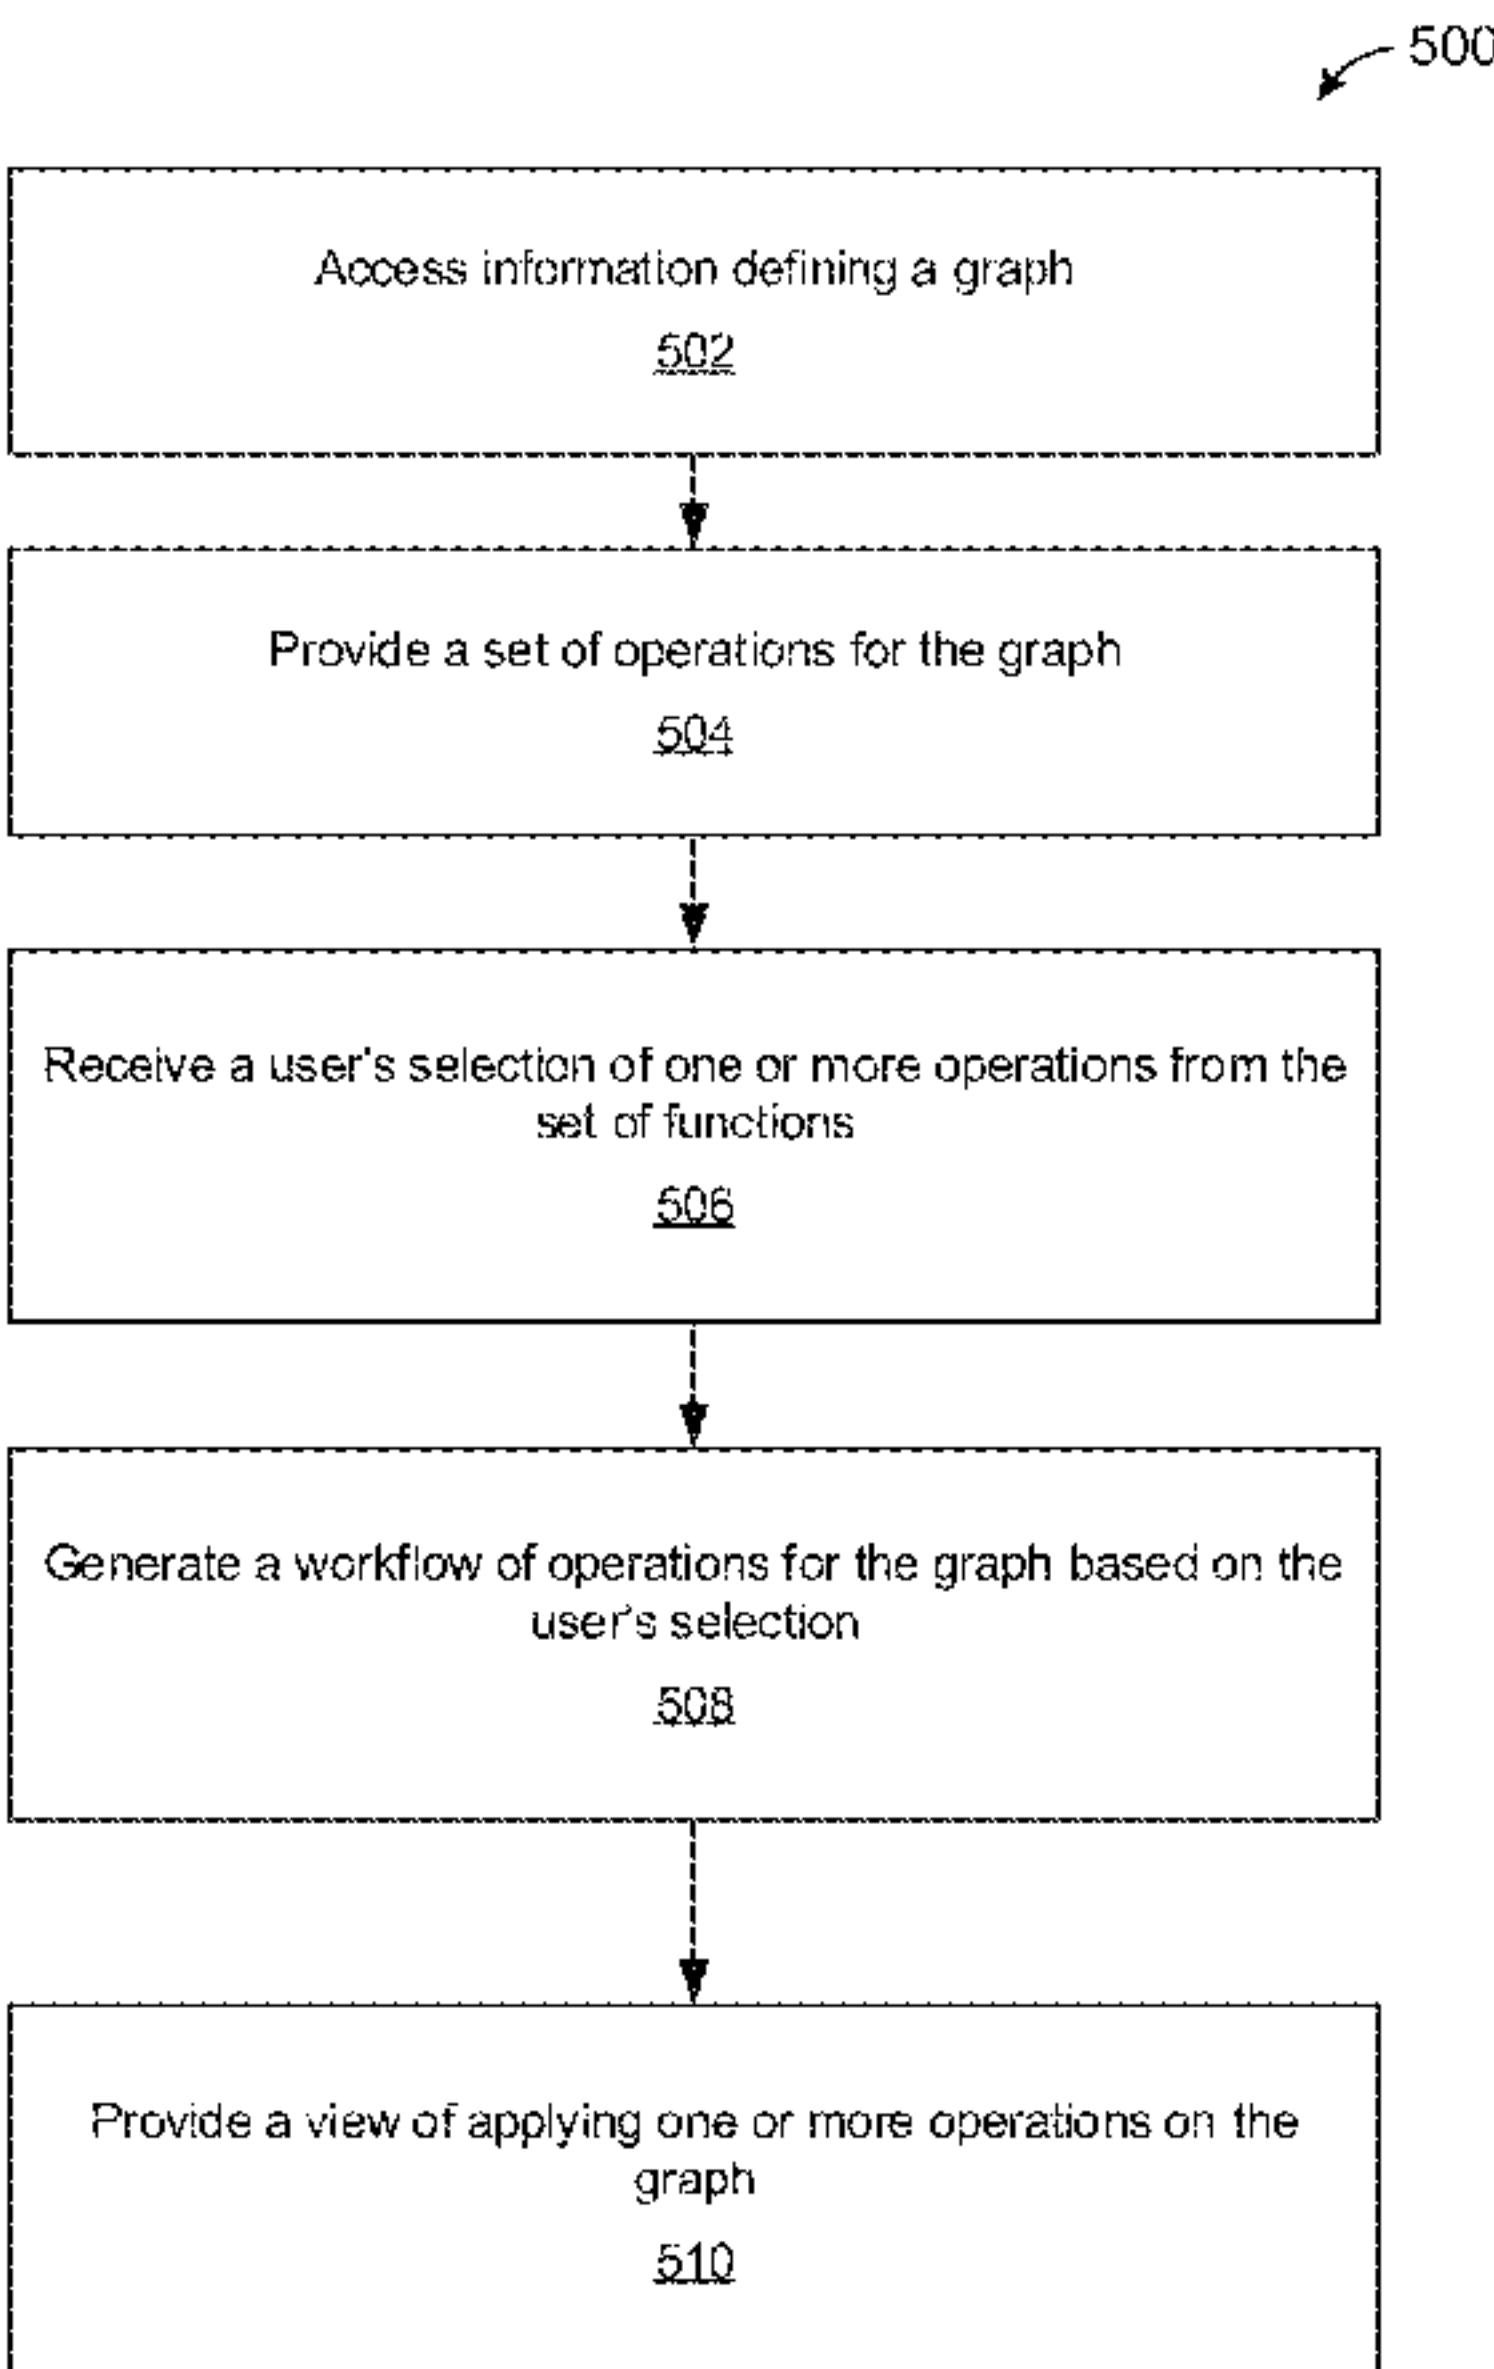 500
Access information defining a graph
502
Provide a set of operations for the graph
504
Receive a user's selection of one or more operations from the
set of functions
506
Generate a workflow of operations for the graph based on the
user's selection
508
Provide a view of applying one or more operations on the
graph
510